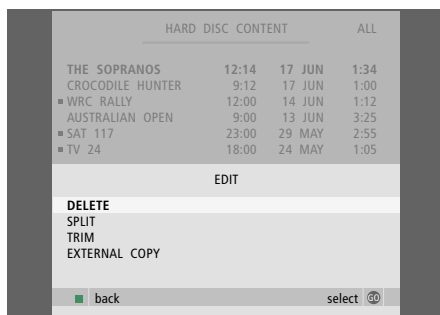 HARD DISC CONTENT ALL
THE SOPRANOS 12:14 17 JUN 1:34
CROCODILE HUNTER 9:12 17 JUN 1:00
WRC RALLY 12:00 14 JUN 1:12
AUSTRALIAN OPEN 9:00 13 JUN 3:25
SAT 117 23:00 29 MAY 2:55
TV 24 18:00 24 MAY 1:05
EDIT
DELETE
SPLIT
TRIM
EXTERNAL COPY
back select GO